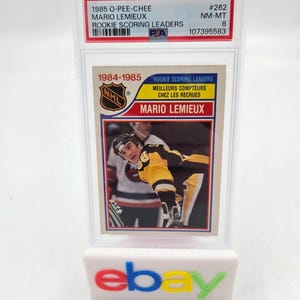 1985 O-PEE-CHEE #262
MARIO LEMIEUX NM-MT
ROOKIE SCORING LEADERS 8
PSA 107395583
1984-1985
ROOKIE SCORING LEADERS
MEILLEURS COMPTEURS
CHEZ LES RECRUES
NHL
MARIO LEMIEUX
ebay